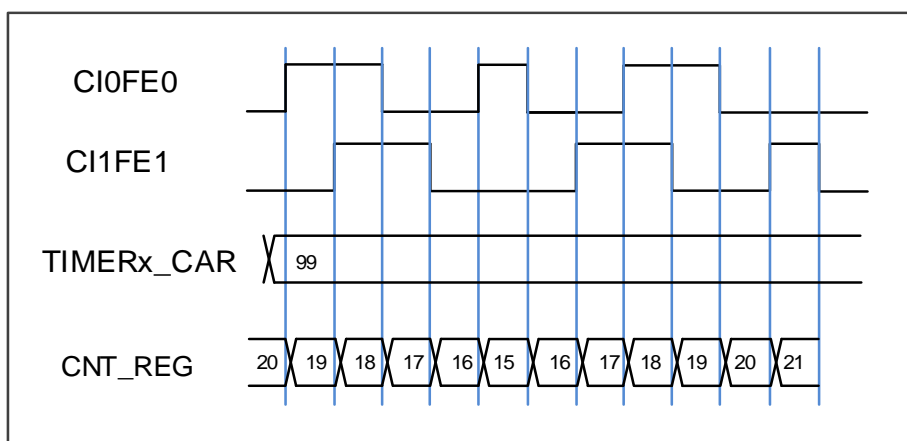 CI0FE0
CI1FE1
TIMERx_CAR 99
CNT_REG 20 19 18 17 16 15 16 17 18 19 20 21